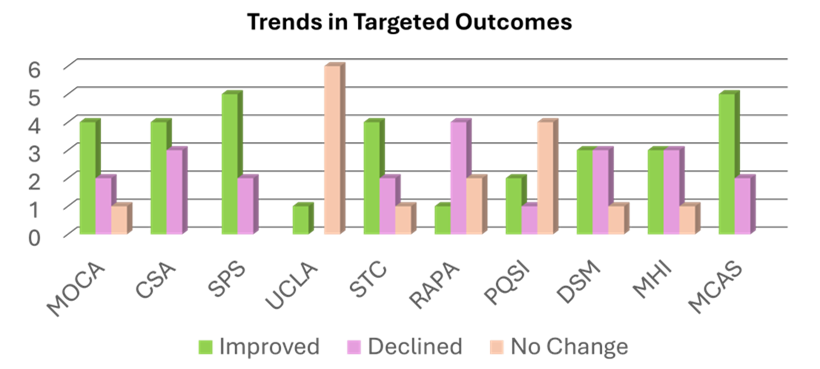 Trends in Targeted Outcomes
6
5
4
3
2
1
0
MOCA CSA SPS UCLA STC RAPA PQSI DSM MHI MCAS
Improved Declined No Change